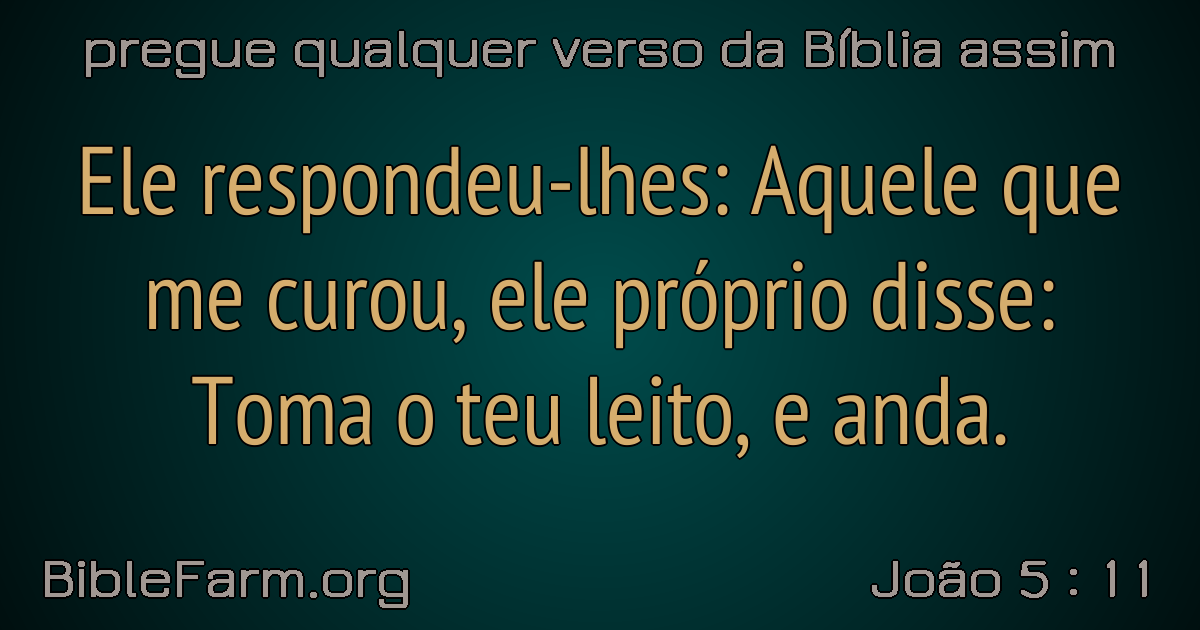 pregue qualquer verso da Bíblia assim
Ele respondeu-lhes: Aquele que
me curou, ele próprio disse:
Toma o teu leito, e anda.
BibleFarm.org
João 5 : 11